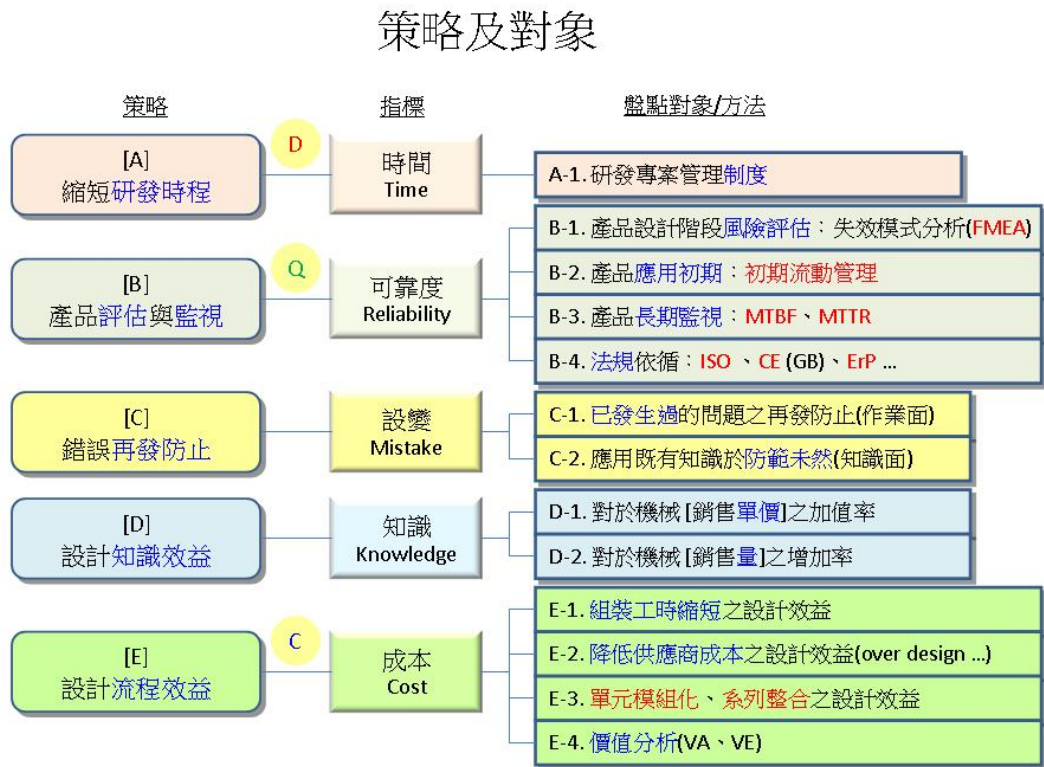 策略及對象
策略
指標
盤點對象/方法
[A]
縮短研發時程
D
時間
Time
A-1. 研發專案管理制度
[B]
產品評估與監視
Q
可靠度
Reliability
B-1. 產品設計階段風險評估：失效模式分析(FMEA)
B-2. 產品應用初期：初期流動管理
B-3. 產品長期監視：MTBF、MTTR
B-4. 法規依循：ISO 、CE (GB)、ErP ...
[C]
錯誤再發防止
設變
Mistake
C-1. 已發生過的問題之再發防止(作業面)
C-2. 應用既有知識於防範未然(知識面)
[D]
設計知識效益
知識
Knowledge
D-1. 對於機械 [銷售單價]之加值率
D-2. 對於機械 [銷售量]之增加率
[E]
設計流程效益
C
成本
Cost
E-1. 組裝工時縮短之設計效益
E-2. 降低供應商成本之設計效益(over design ...)
E-3. 單元模組化、系列整合之設計效益
E-4. 價值分析(VA、VE)